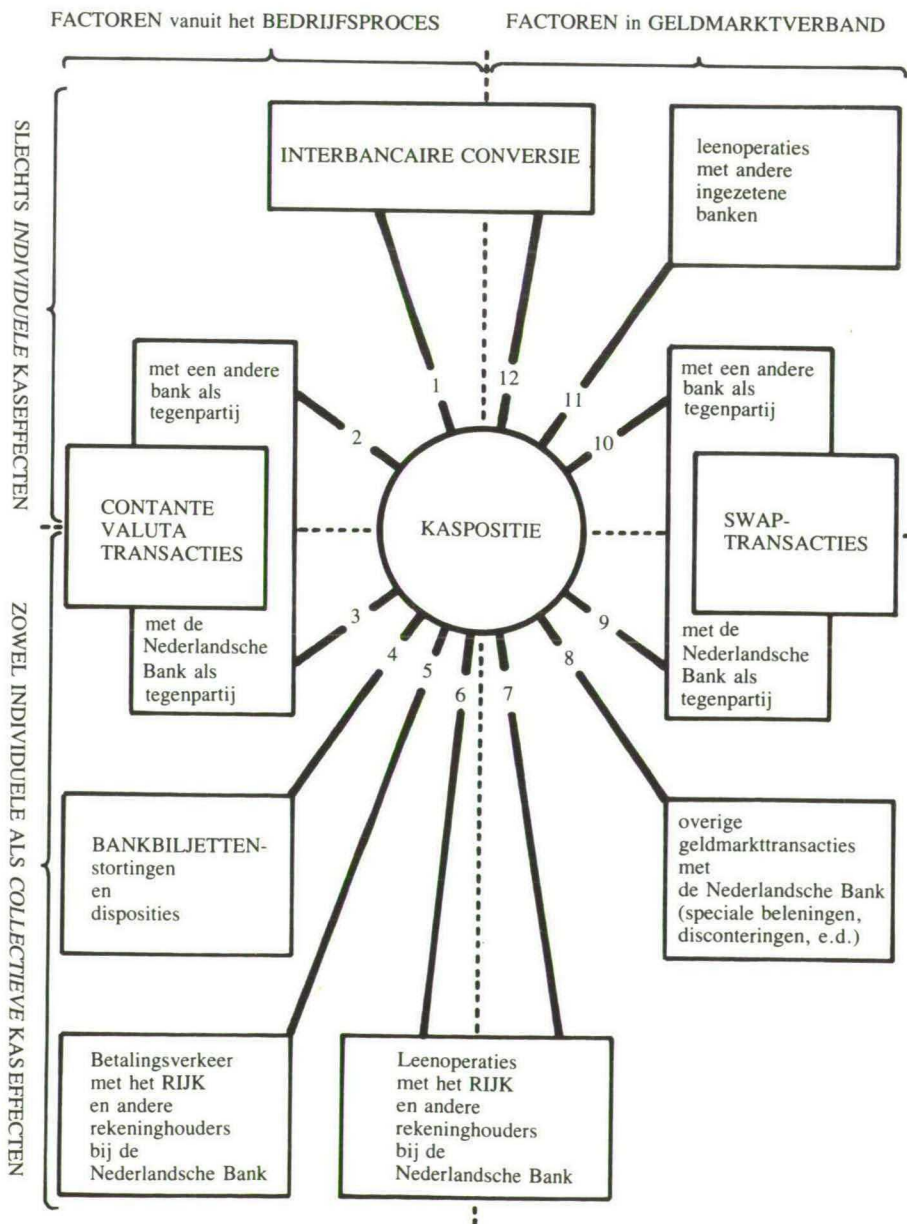 FACTOREN vanuit het BEDRIJFSPROCES
FACTOREN in GELDMARKTVERBAND
SLECHTS INDIVIDUELE KASEFFECTEN
INTERBANCAIRE CONVERSIE
leenoperaties
met andere
ingezetene
banken
1
12
11
met een andere
bank als
tegenpartij
2
10
met een andere
bank als
tegenpartij
CONTANTE
VALUTA
TRANSACTIES
KASPOSITIE
SWAP-
TRANSACTIES
ZOWEL INDIVIDUELE ALS COLLECTIEVE KASEFFECTEN
met de
Nederlandsche
Bank als
tegenpartij
3
4
5
6
7
8
9
met de
Nederlandsche
Bank als
tegenpartij
BANKBILJETTEN-
stortingen
en
disposities
overige
geldmarkttransacties
met
de Nederlandsche Bank
(speciale beleningen,
disconteringen, e.d.)
Betalingsverkeer
met het RIJK
en andere
rekeninghouders
bij de
Nederlandsche Bank
Leenoperaties
met het RIJK
en andere
rekeninghouders
bij de
Nederlandsche Bank